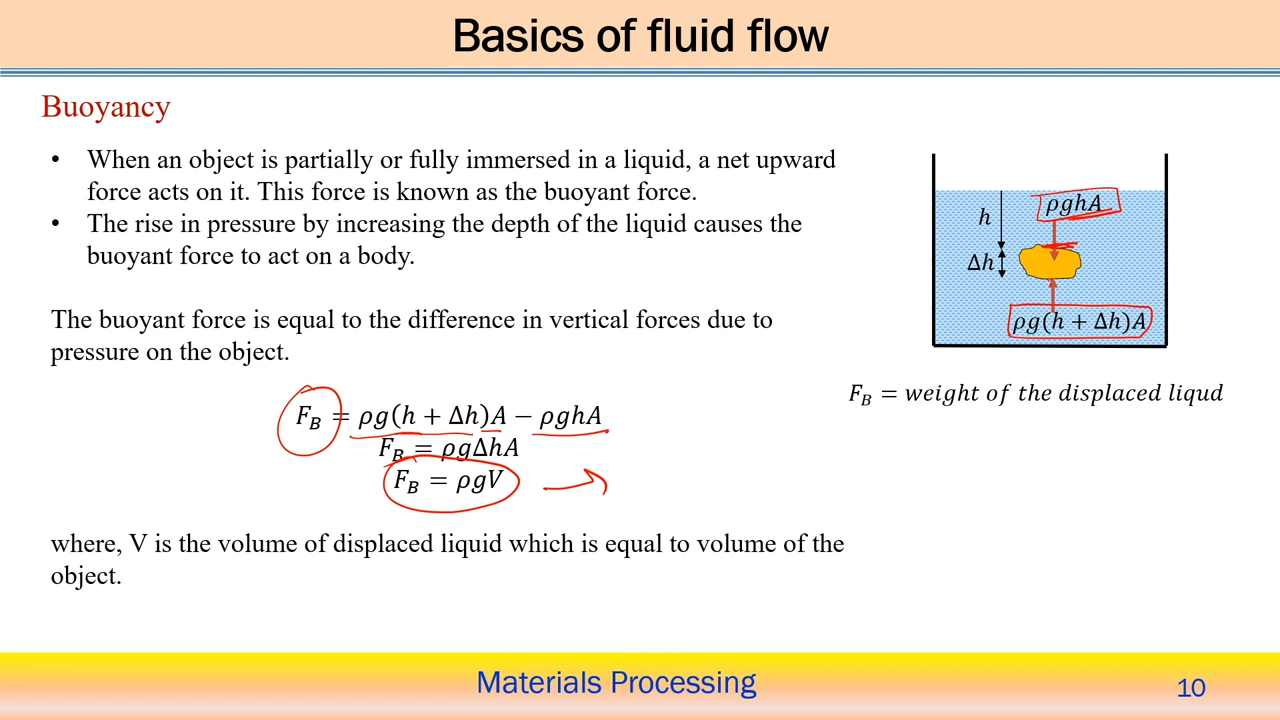 Basics of fluid flow
Buoyancy
• When an object is partially or fully immersed in a liquid, a net upward
force acts on it. This force is known as the buoyant force.
• The rise in pressure by increasing the depth of the liquid causes the
buoyant force to act on a body.
The buoyant force is equal to the difference in vertical forces due to
pressure on the object.
F_B = ρg(h + Δh)A − ρghA
F_B = ρgΔhA
F_B = ρgV
where, V is the volume of displaced liquid which is equal to volume of the
object.
ρghA
h
Δh
ρg(h + Δh)A
F_B = weight of the displaced liqud
Materials Processing
10